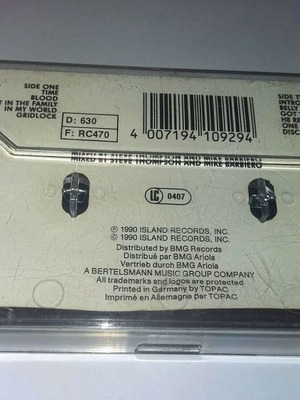 SIDE ONE
TIME
BLOOD
IN THE FAMILY
IN MY WORLD
GRIDLOCK
D: 630
F: RC470
4 007194 109294
SIDE
INTRO
BELLY
GOT
HB
ONE
DISC
MIXED BY STEVE THOMPSON AND MIKE BARBIERO
LC 0407
℗ 1990 ISLAND RECORDS, INC.
© 1990 ISLAND RECORDS, INC.
Distributed by BMG Records
Distribué par BMG Ariola
Vertrieb durch BMG Ariola
A BERTELSMANN MUSIC GROUP COMPANY
All trademarks and logos are protected
Printed in Germany by TOPAC
Imprimé en Allemagne par TOPAC